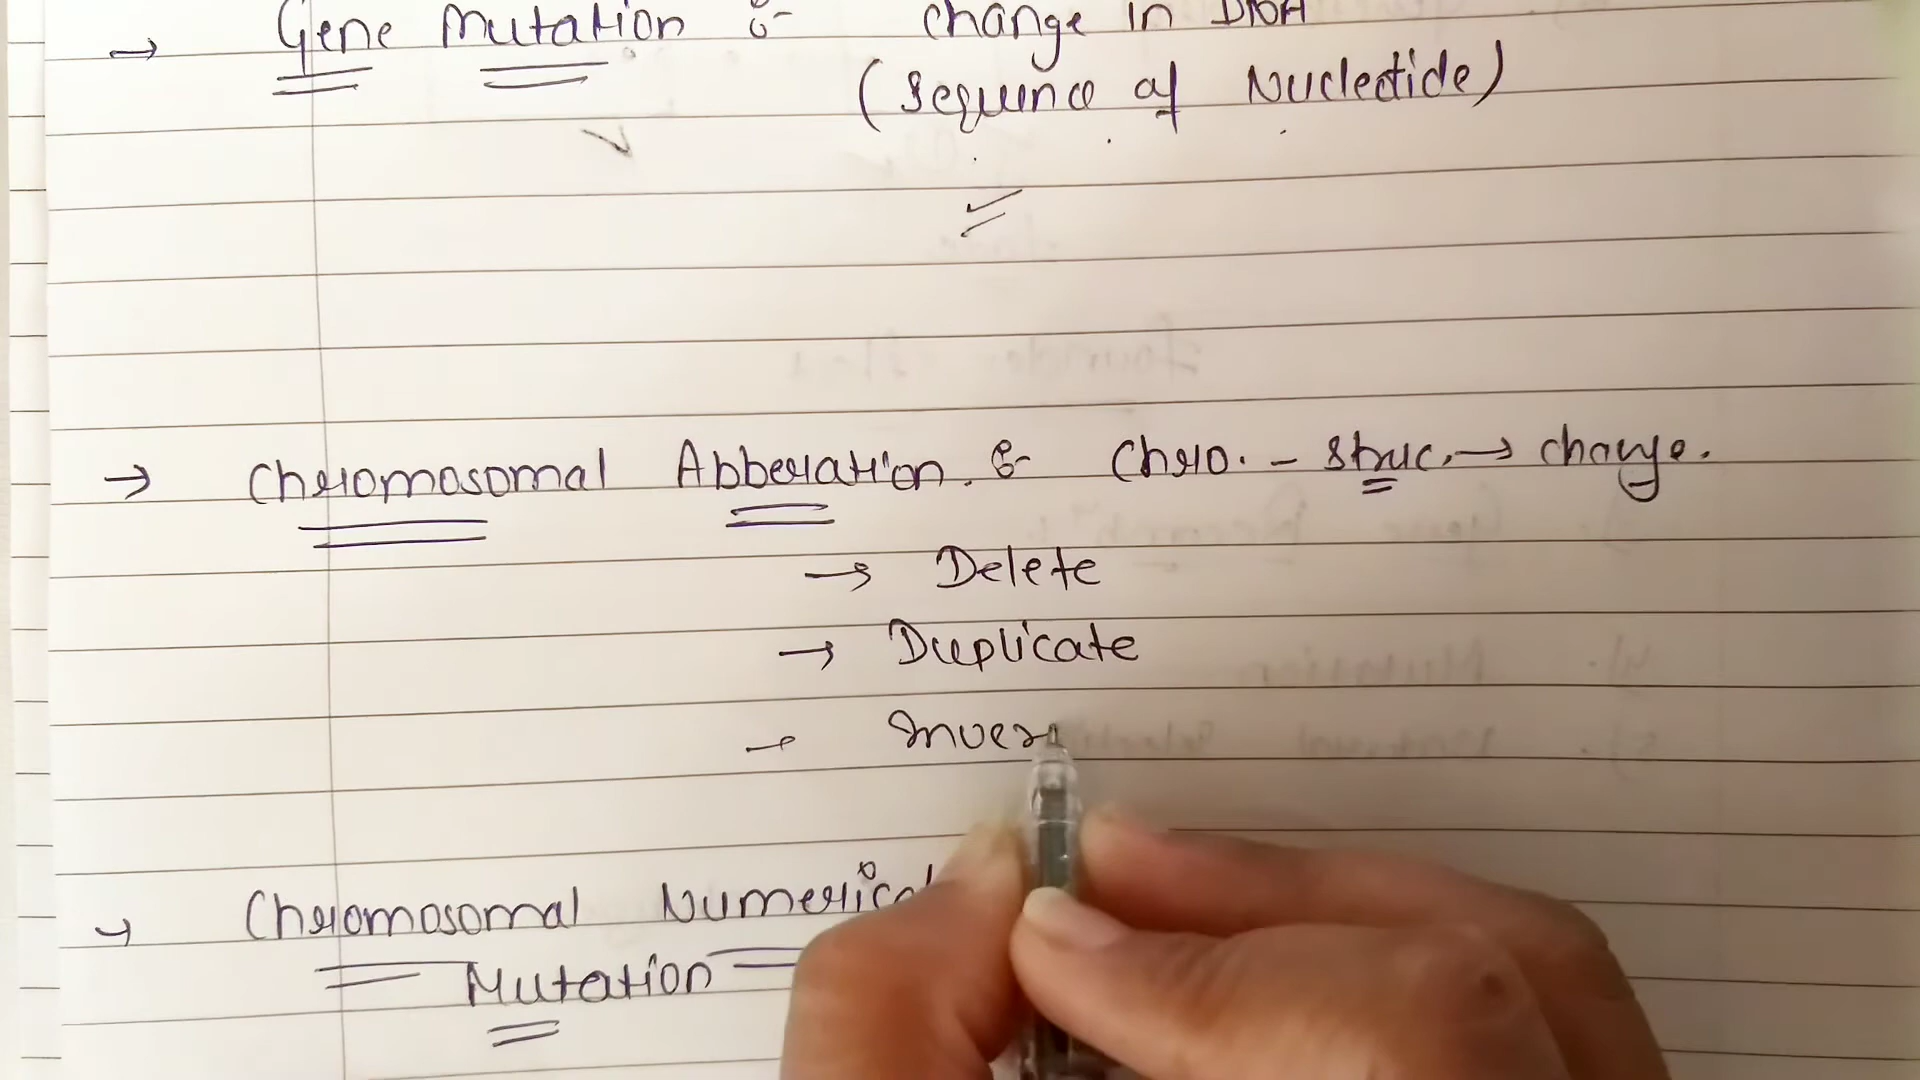 → Gene Mutation :- change in DNA
(Sequence of Nucleotide)
→ Chromosomal Abberation :- Chro. - struc. → change.
→ Delete
→ Duplicate
→ Inver
→ Chromosomal Numerical
Mutation